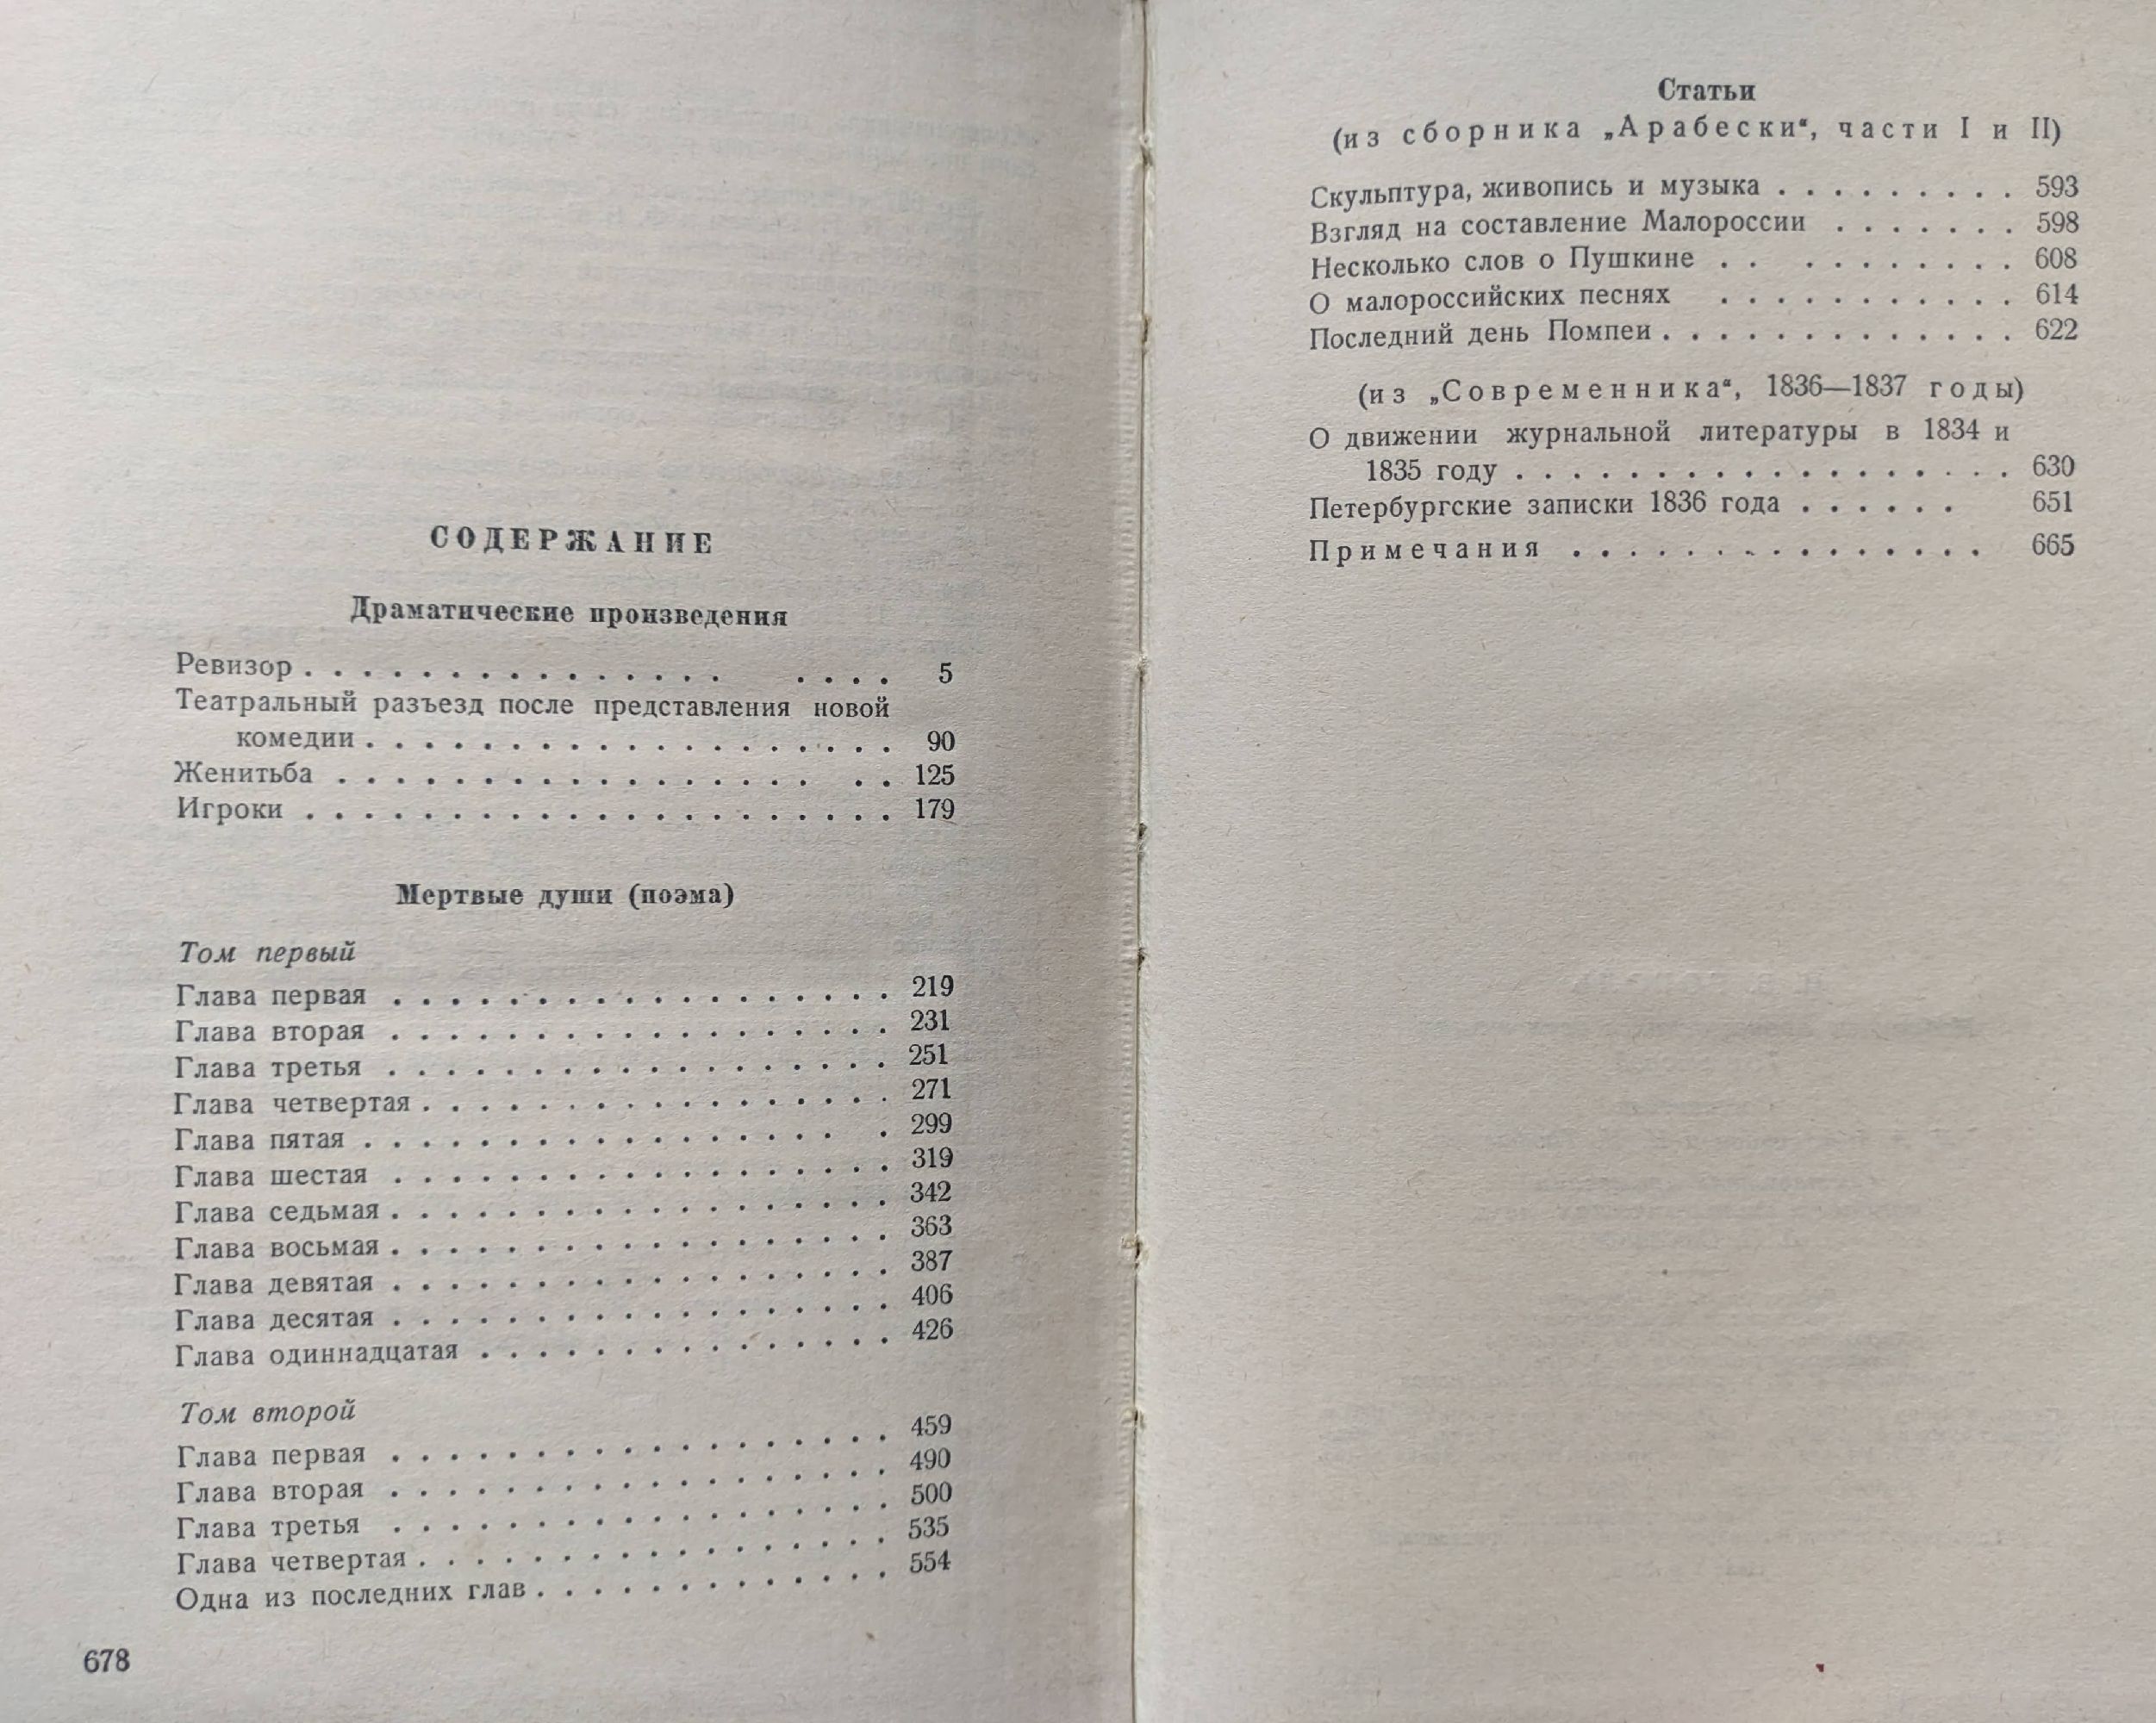 СОДЕРЖАНИЕ
Драматические произведения
Ревизор . . . . . . . . . . . . . . . . . . . 5
Театральный разъезд после представления новой
комедии . . . . . . . . . . . . . . . . . . . 90
Женитьба . . . . . . . . . . . . . . . . . . . 125
Игроки . . . . . . . . . . . . . . . . . . . . . 179
Мертвые души (поэма)
Том первый
Глава первая . . . . . . . . . . . . . . . . . . 219
Глава вторая . . . . . . . . . . . . . . . . . . 231
Глава третья . . . . . . . . . . . . . . . . . . 251
Глава четвертая . . . . . . . . . . . . . . . . . 271
Глава пятая . . . . . . . . . . . . . . . . . . 299
Глава шестая . . . . . . . . . . . . . . . . . . 319
Глава седьмая . . . . . . . . . . . . . . . . . . 342
Глава восьмая . . . . . . . . . . . . . . . . . . 363
Глава девятая . . . . . . . . . . . . . . . . . . 387
Глава десятая . . . . . . . . . . . . . . . . . . 406
Глава одиннадцатая . . . . . . . . . . . . . . . 426
Том второй
Глава первая . . . . . . . . . . . . . . . . . . 459
Глава вторая . . . . . . . . . . . . . . . . . . 490
Глава третья . . . . . . . . . . . . . . . . . . 500
Глава четвертая . . . . . . . . . . . . . . . . . 535
Одна из последних глав . . . . . . . . . . . . . 554
678
Статьи
(из сборника „Арабески“, части I и II)
Скульптура, живопись и музыка . . . . . . . . . 593
Взгляд на составление Малороссии . . . . . . . 598
Несколько слов о Пушкине . . . . . . . . . . 608
О малороссийских песнях . . . . . . . . . . . 614
Последний день Помпеи . . . . . . . . . . . . . 622
(из „Современника“, 1836—1837 годы)
О движении журнальной литературы в 1834 и
1835 году . . . . . . . . . . . . . . . . . . 630
Петербургские записки 1836 года . . . . . . 651
Примечания . . . . . . . . . . . . . . . 665